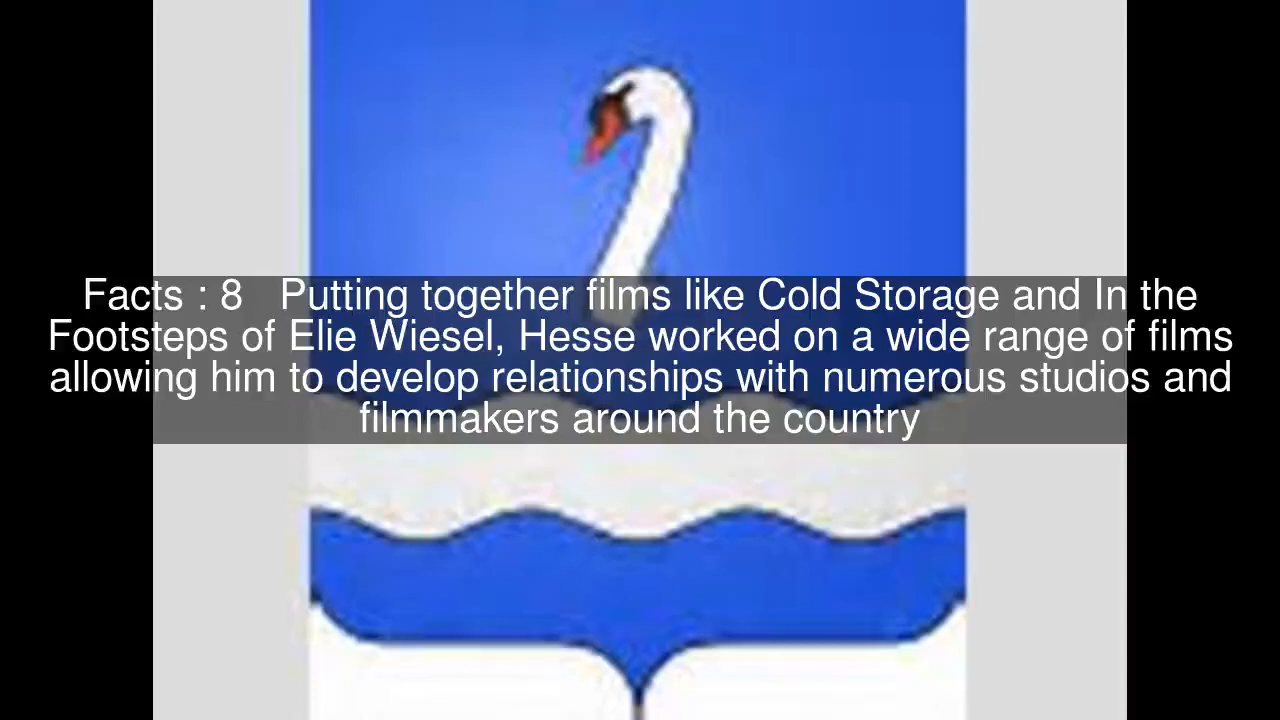 Facts : 8   Putting together films like Cold Storage and In the
Footsteps of Elie Wiesel, Hesse worked on a wide range of films
allowing him to develop relationships with numerous studios and
filmmakers around the country